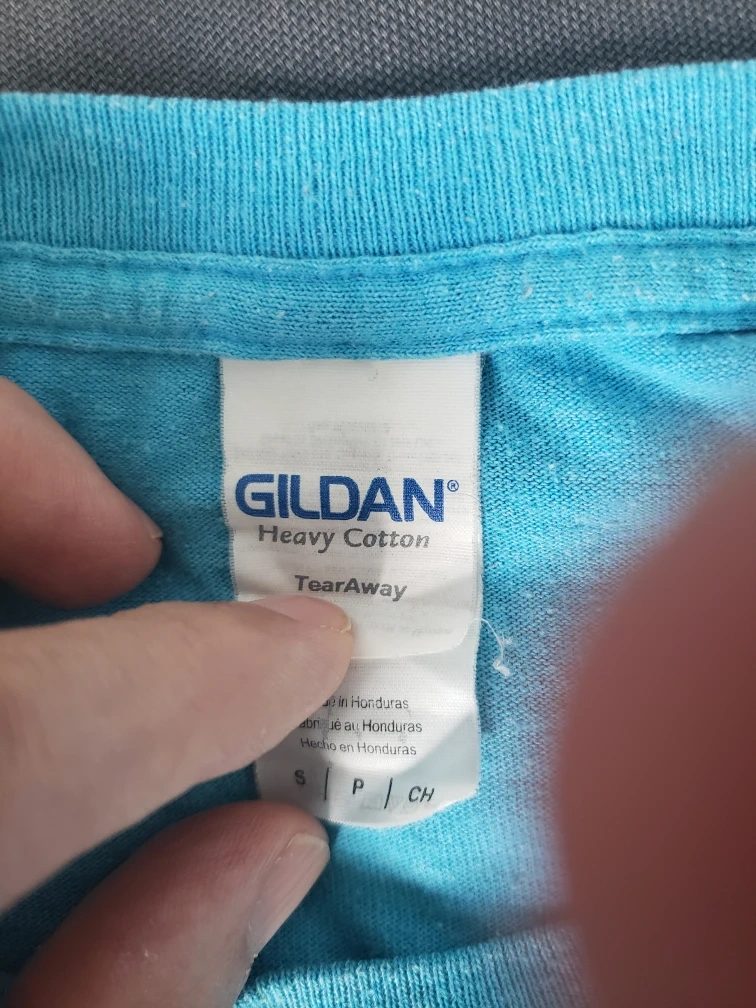 GILDAN®
Heavy Cotton
TearAway
in Honduras
au Honduras
Hecho en Honduras
S | P | CH